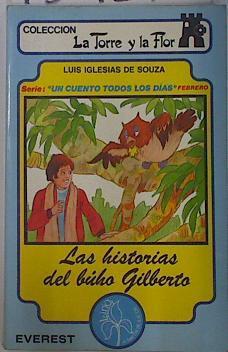 COLECCION
La Torre y la Flor
LUIS IGLESIAS DE SOUZA
Serie: "UN CUENTO TODOS LOS DÍAS" FEBRERO
Las historias
del búho Gilberto
EVEREST